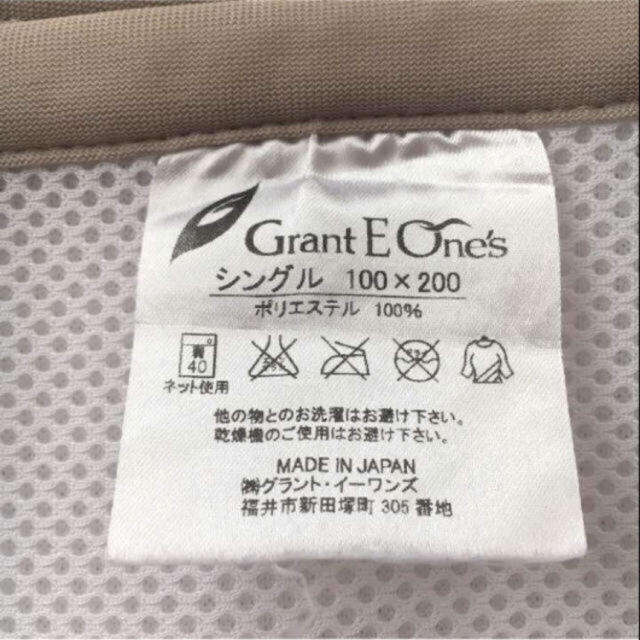 Grant E One's
シングル 100×200
ポリエステル 100%
弱
40
ネット使用
他の物とのお洗濯はお避け下さい。
乾燥機のご使用はお避け下さい。
MADE IN JAPAN
㈱グラント・イーワンズ
福井市新田塚町 305 番地